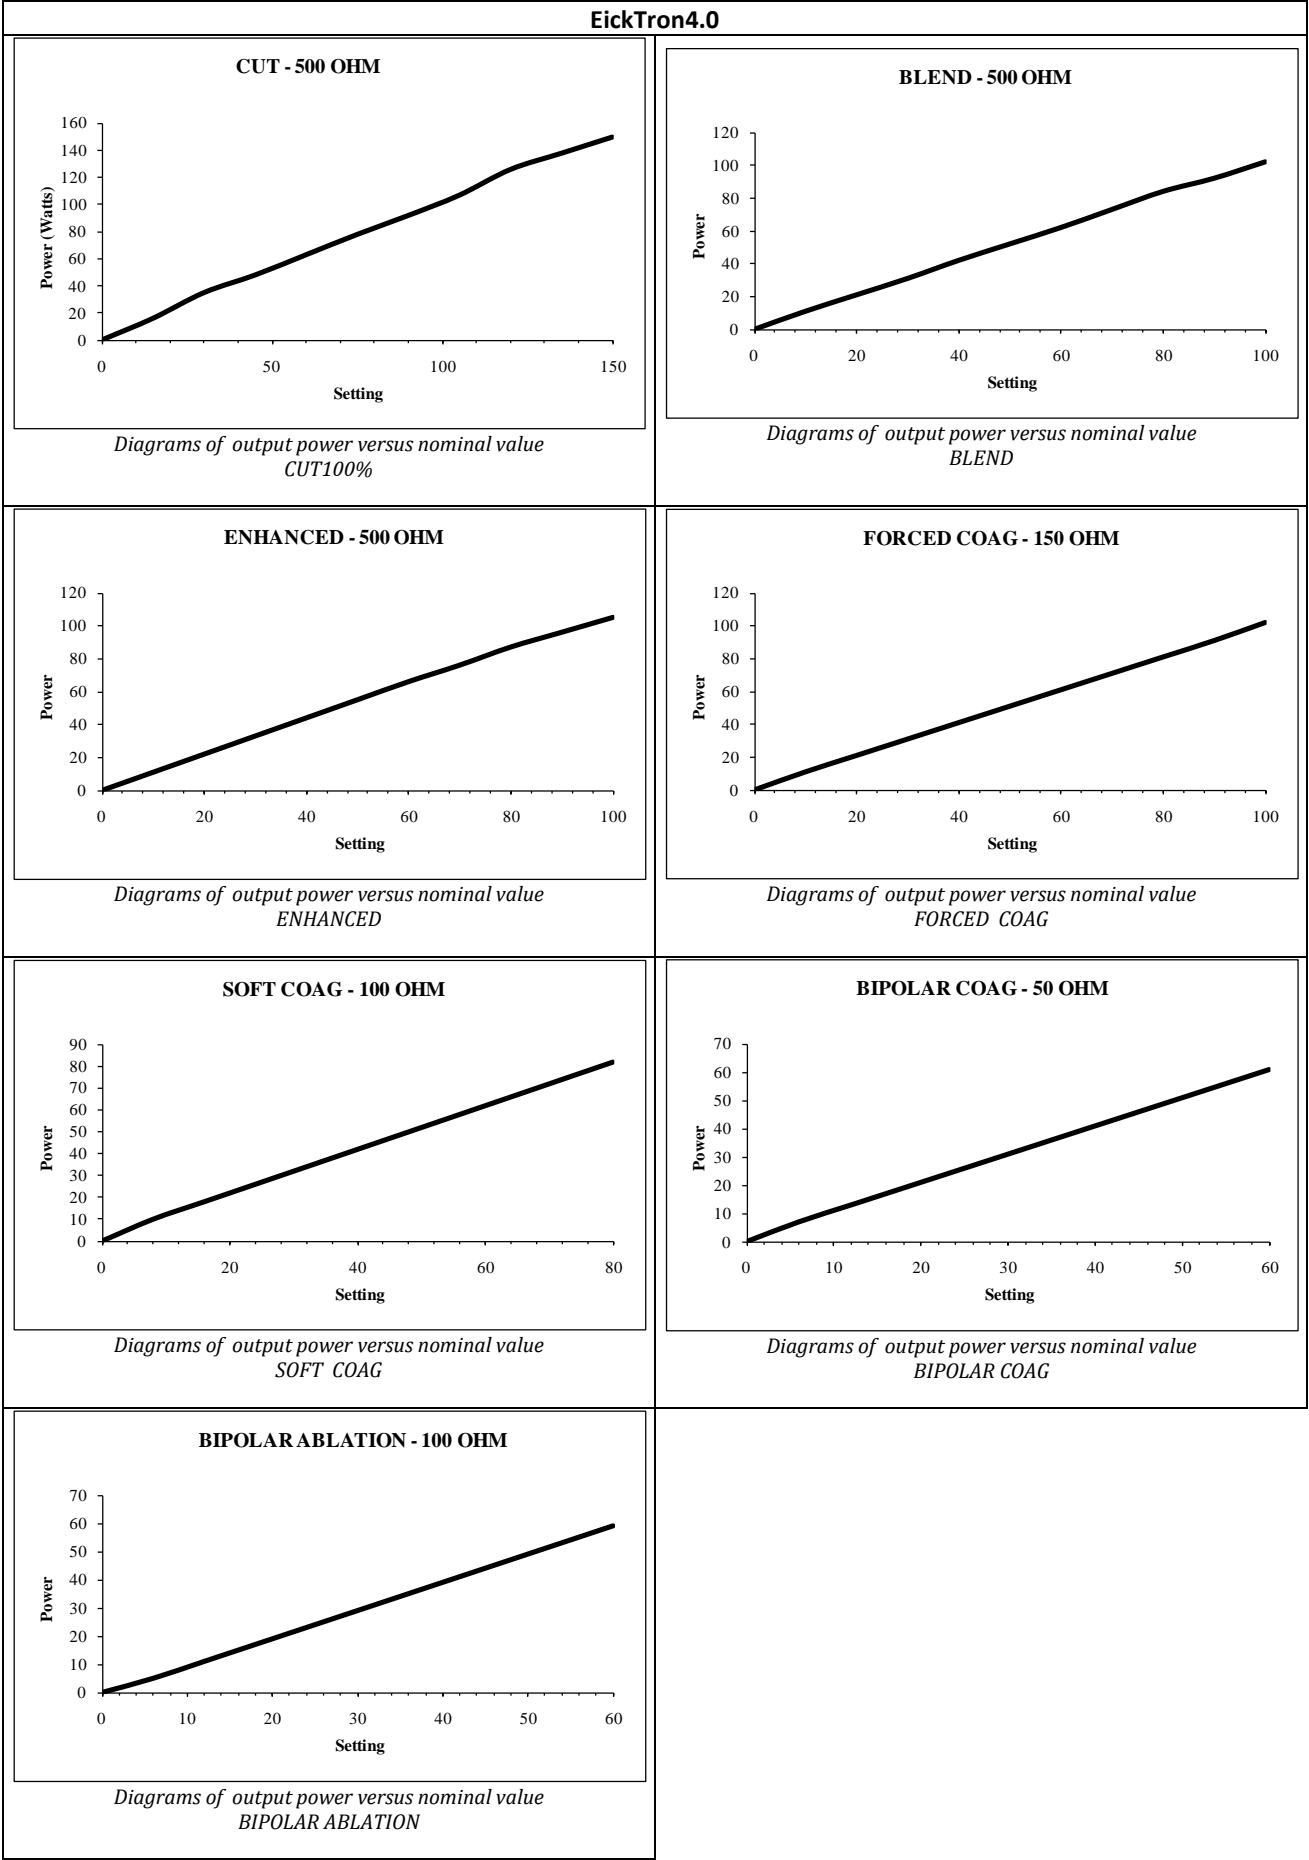 EickTron4.0
CUT - 500 OHM
160
140
120
100
80
60
40
20
0
Power (Watts)
0 50 100 150
Setting
Diagrams of output power versus nominal value
CUT100%
BLEND - 500 OHM
120
100
80
60
40
20
0
Power
0 20 40 60 80 100
Setting
Diagrams of output power versus nominal value
BLEND
ENHANCED - 500 OHM
120
100
80
60
40
20
0
Power
0 20 40 60 80 100
Setting
Diagrams of output power versus nominal value
ENHANCED
FORCED COAG - 150 OHM
120
100
80
60
40
20
0
Power
0 20 40 60 80 100
Setting
Diagrams of output power versus nominal value
FORCED COAG
SOFT COAG - 100 OHM
90
80
70
60
50
40
30
20
10
0
Power
0 20 40 60 80
Setting
Diagrams of output power versus nominal value
SOFT COAG
BIPOLAR COAG - 50 OHM
70
60
50
40
30
20
10
0
Power
0 10 20 30 40 50 60
Setting
Diagrams of output power versus nominal value
BIPOLAR COAG
BIPOLAR ABLATION - 100 OHM
70
60
50
40
30
20
10
0
Power
0 10 20 30 40 50 60
Setting
Diagrams of output power versus nominal value
BIPOLAR ABLATION